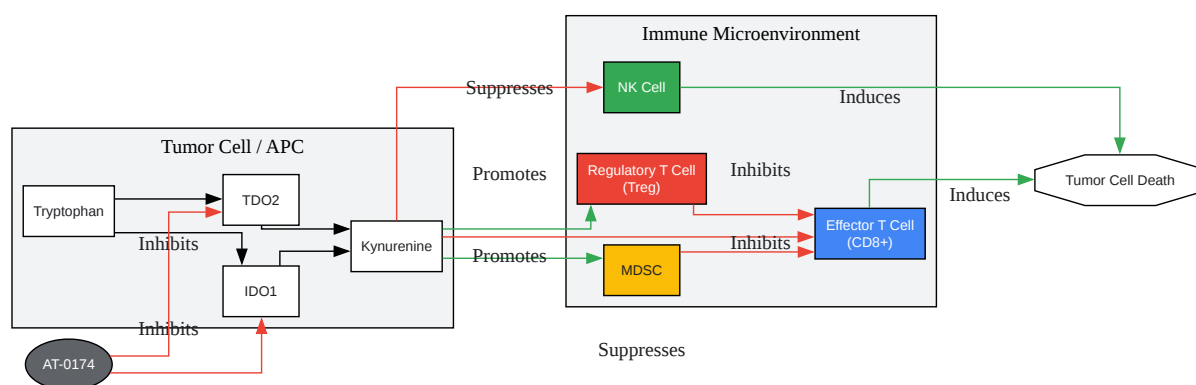 Immune Microenvironment
Suppresses
NK Cell
Induces
Tumor Cell / APC
Promotes
Regulatory T Cell
(Treg)
Inhibits
Tumor Cell Death
Induces
Tryptophan
TDO2
Inhibits
Kynurenine
Effector T Cell
(CD8+)
Inhibits
Promotes
MDSC
IDO1
Inhibits
Suppresses
AT-0174